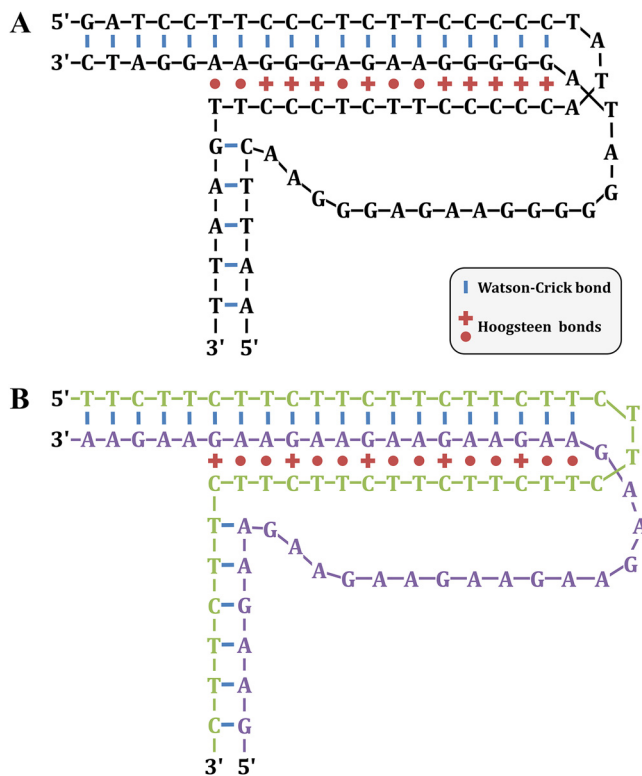 A
5'-G-A-T-C-C-T-T-C-C-C-T-C-T-T-C-C-C-C-C-T
A
3'-C-T-A-G-G-A-A-G-G-G-A-G-A-A-G-G-G-G-G A T
T-T-C-C-C-T-C-T-T-C-C-C-C-C-A T
G-C A A
A-T A G
A-T G-G-G-A-G-A-A-G-G-G-G G
T-A
T-A
3' 5'
Watson-Crick bond
Hoogsteen bonds
B
5'-T-T-C-T-T-C-T-T-C-T-T-C-T-T-C-T-T-C-T-T-C T
3'-A-A-G-A-A-G-A-A-G-A-A-G-A-A-G-A-A-G-A-A-G T
C-T-T-C-T-T-C-T-T-C-T-T-C-T-T-C A
T-A G A A
T-A A G
C-G G-A-A-G-A-A-G-A-A
T-A
T-A
C-G
3' 5'